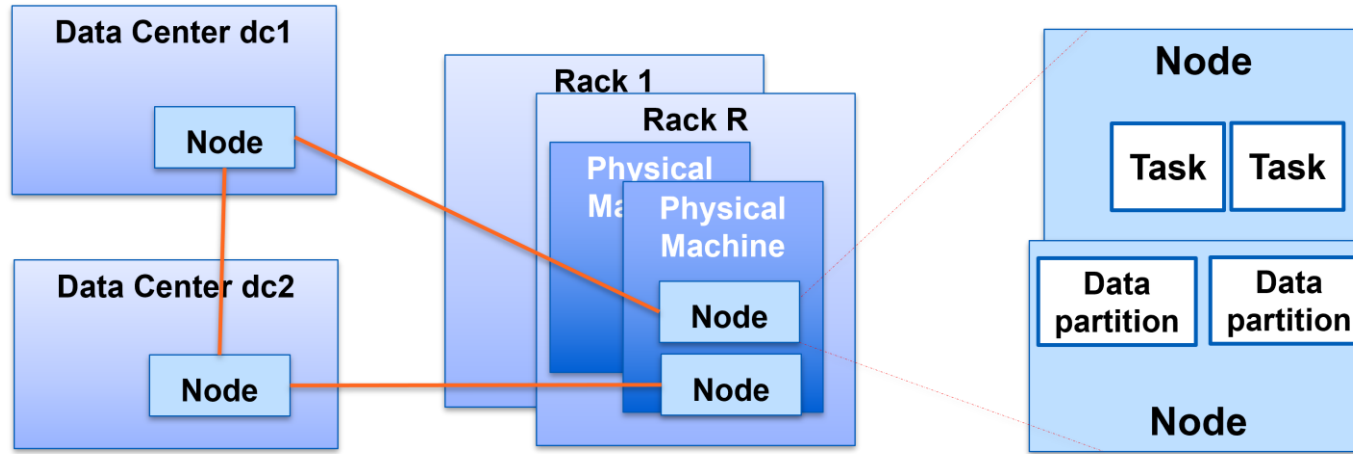 Data Center dc1
Node
Data Center dc2
Node
Rack 1
Rack R
Physical
Physical
Machine
Node
Node
Node
Task
Task
Data
partition
Data
partition
Node